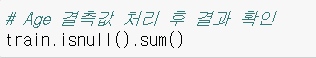 # Age 결측값 처리 후 결과 확인
train.isnull().sum()